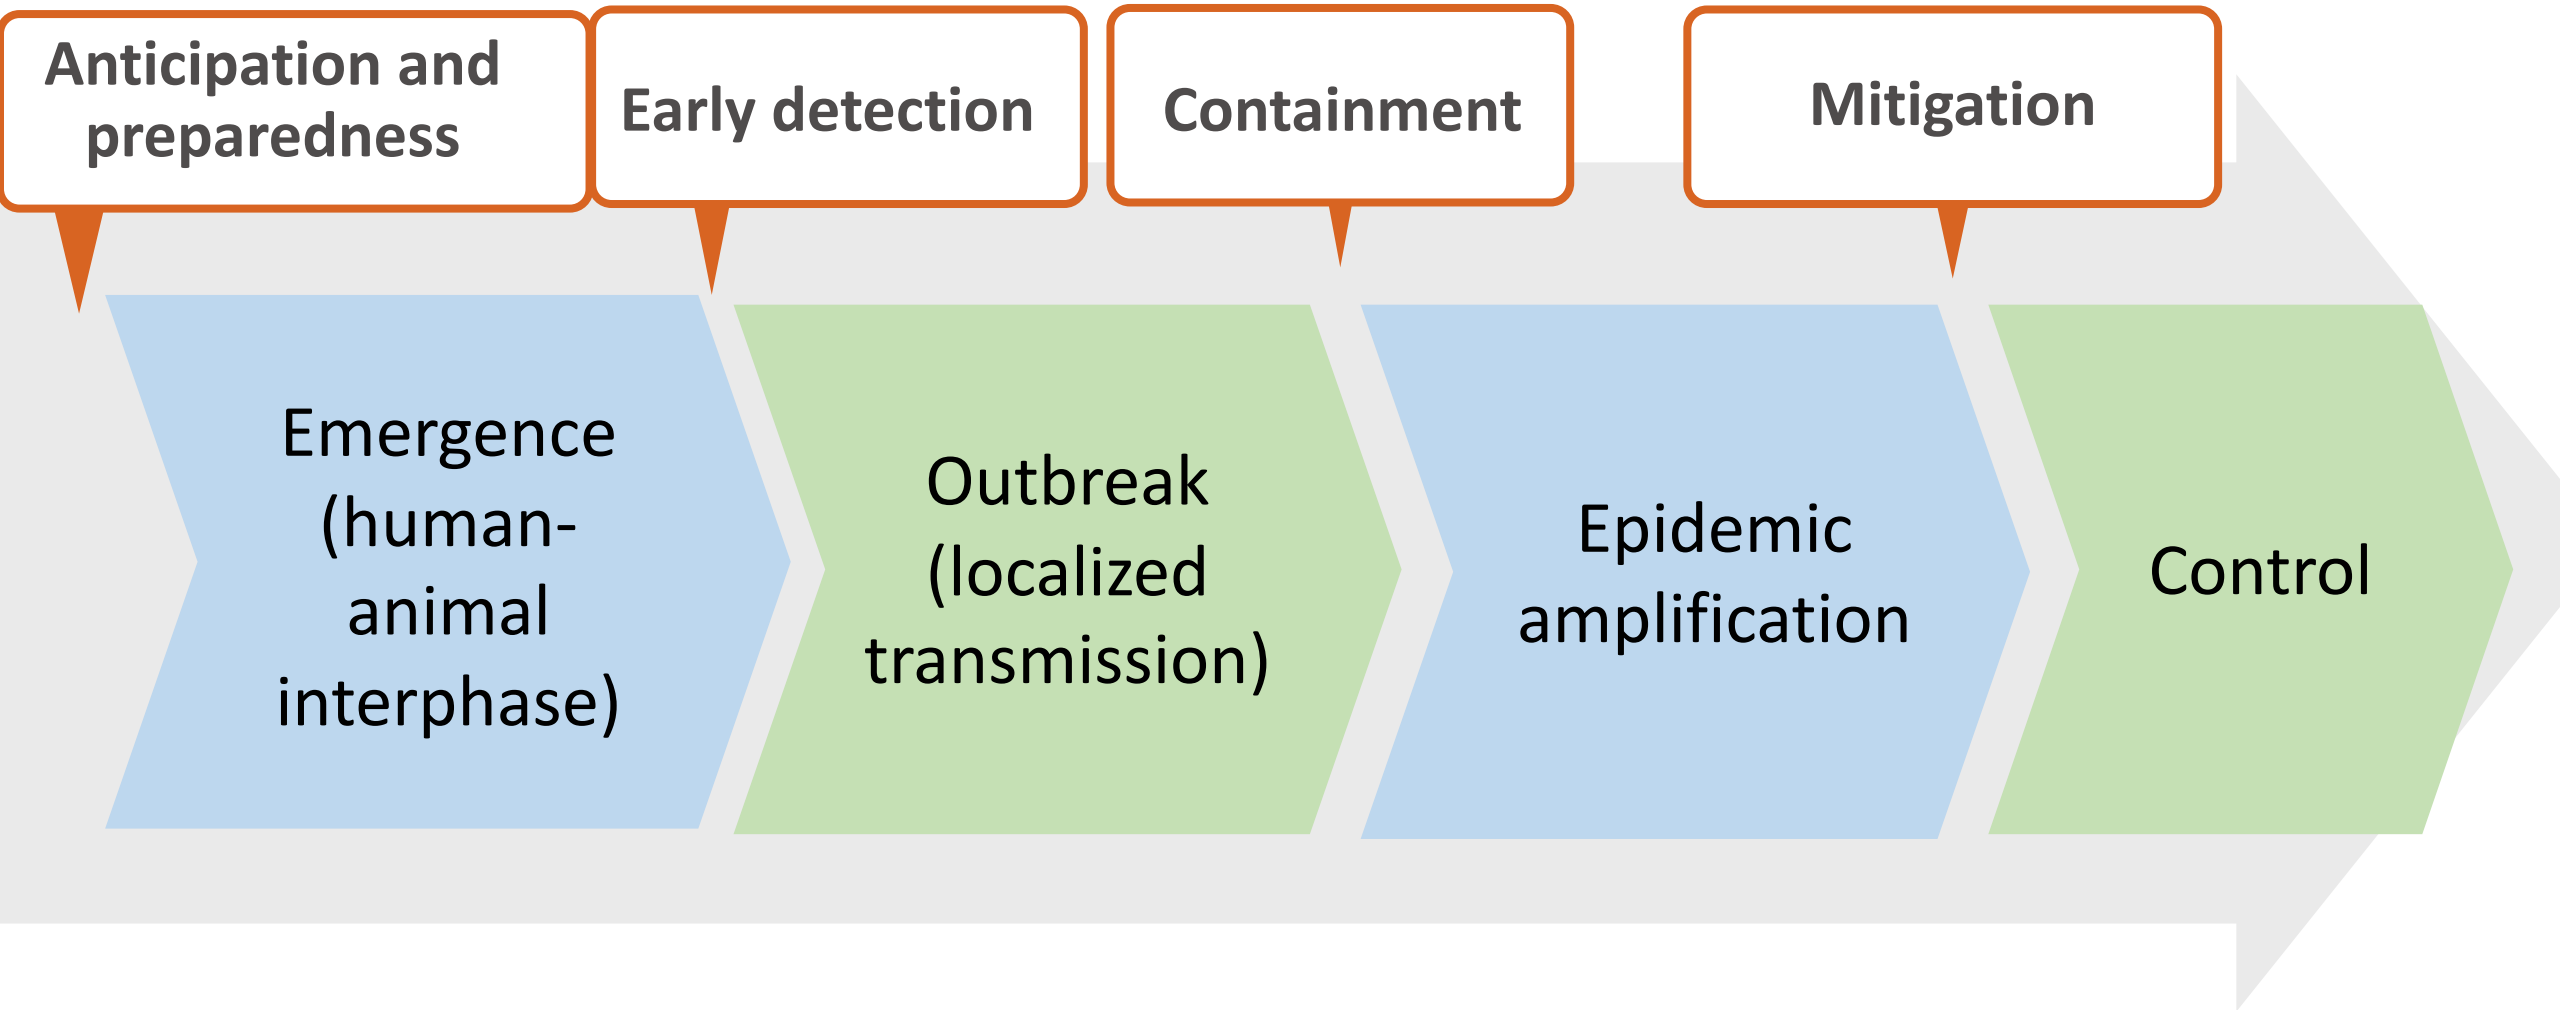 Anticipation and
preparedness
Early detection
Containment
Mitigation
Emergence
(human-
animal
interphase)
Outbreak
(localized
transmission)
Epidemic
amplification
Control